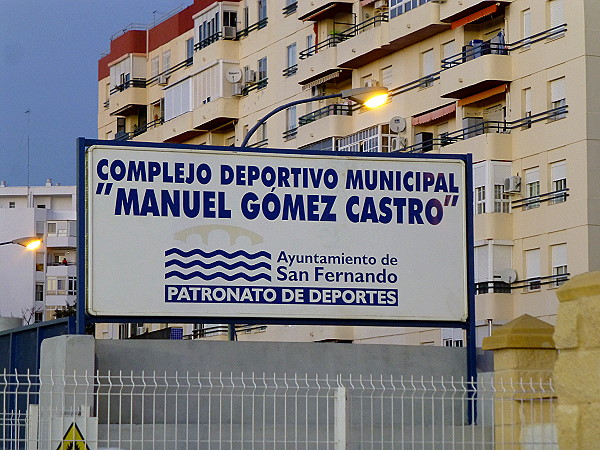 COMPLEJO DEPORTIVO MUNICIPAL
"MANUEL GÓMEZ CASTRO"
Ayuntamiento de
San Fernando
PATRONATO DE DEPORTES